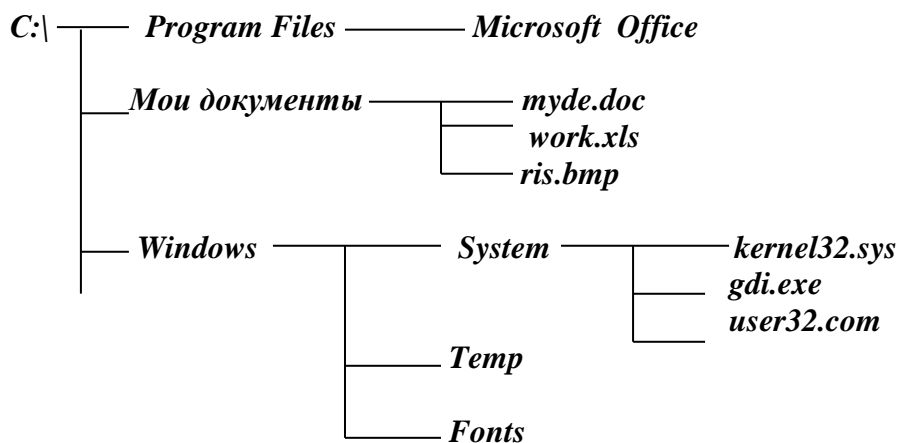 C:\ Program Files Microsoft Office
Мои документы myde.doc
work.xls
ris.bmp
Windows System kernel32.sys
gdi.exe
user32.com
Temp
Fonts